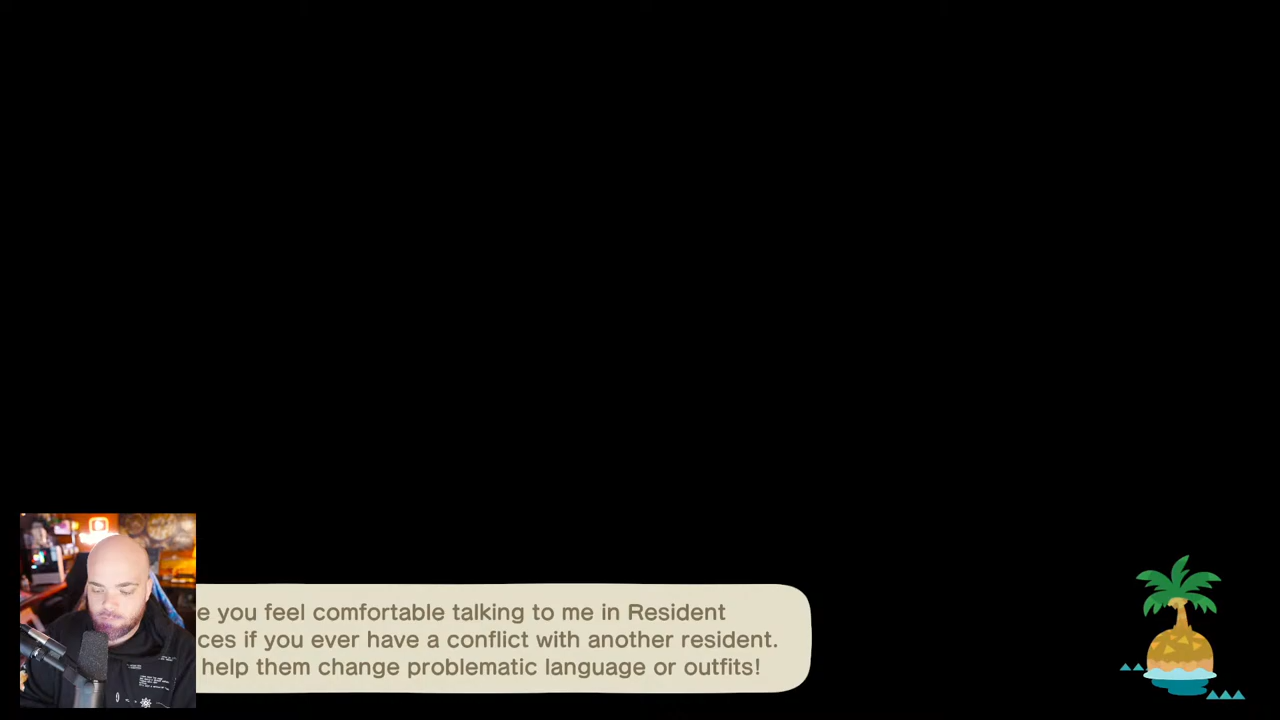 e you feel comfortable talking to me in Resident
ces if you ever have a conflict with another resident.
help them change problematic language or outfits!